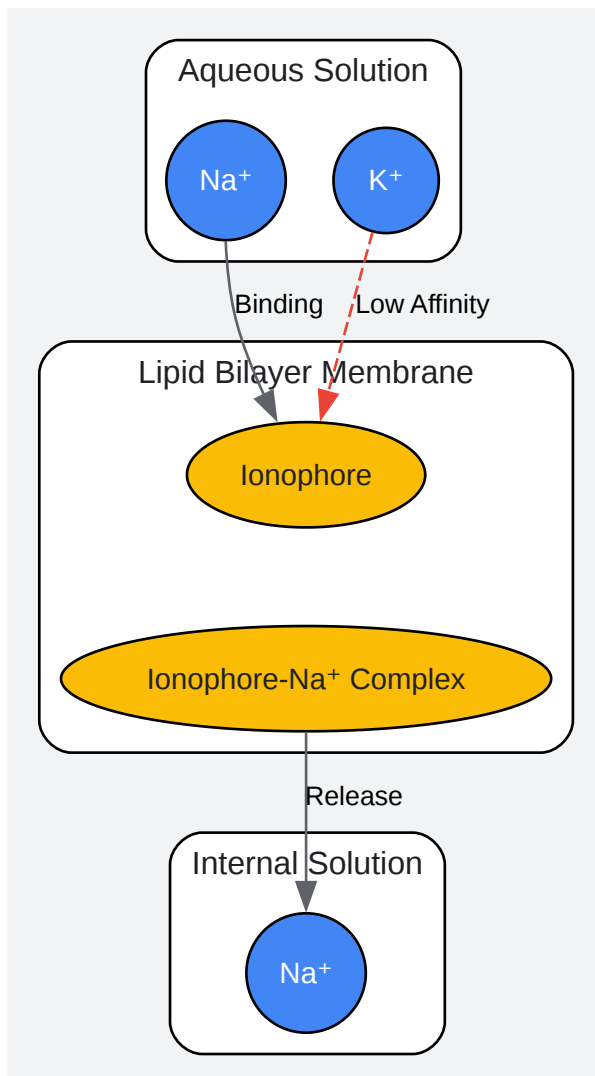 Aqueous Solution
Na⁺
K⁺
Binding
Low Affinity
Lipid Bilayer Membrane
Ionophore
Ionophore-Na⁺ Complex
Release
Internal Solution
Na⁺